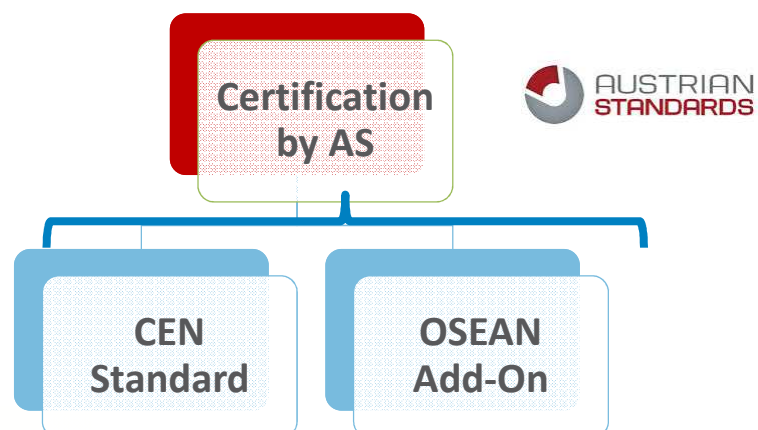 Certification
by AS
AUSTRIAN
STANDARDS
CEN
Standard
OSEAN
Add-On